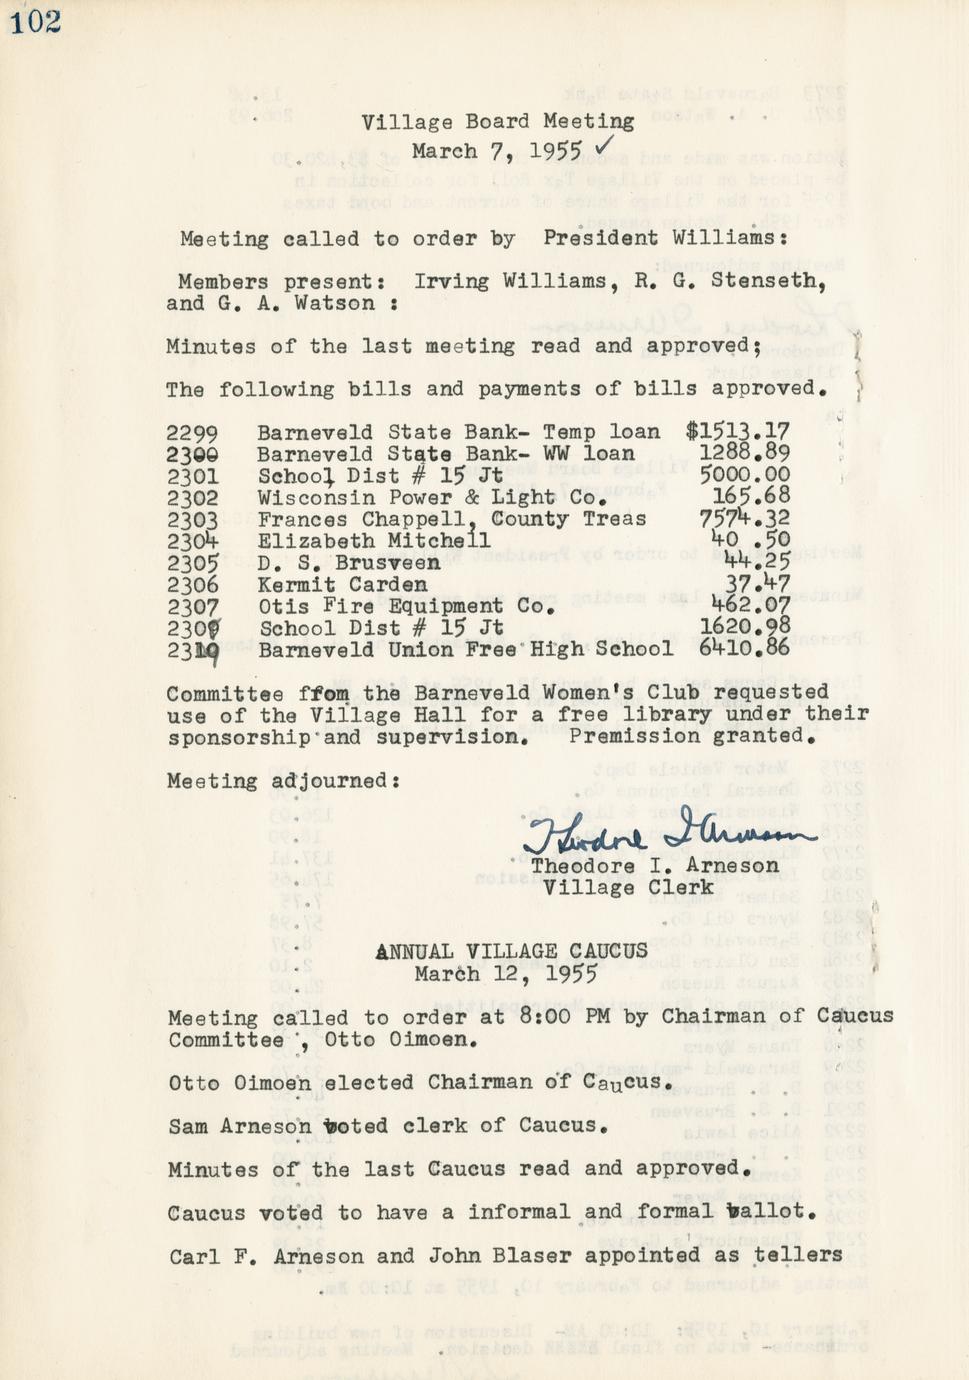 102
Village Board Meeting
March 7, 1955 ✓
Meeting called to order by President Williams:
Members present: Irving Williams, R. G. Stenseth,
and G. A. Watson :
Minutes of the last meeting read and approved;
The following bills and payments of bills approved.
2299 Barneveld State Bank- Temp loan $1513.17
2300 Barneveld State Bank- WW loan 1288.89
2301 School Dist # 15 Jt 5000.00
2302 Wisconsin Power & Light Co. 165.68
2303 Frances Chappell, County Treas 7574.32
2304 Elizabeth Mitchell 40 .50
2305 D. S. Brusveen 44.25
2306 Kermit Carden 37.47
2307 Otis Fire Equipment Co. 462.07
School Dist # 15 Jt 1620.98
Barneveld Union Free High School 6410.86
Committee from the Barneveld Women's Club requested
use of the Village Hall for a free library under their
sponsorship and supervision. Premission granted.
Meeting adjourned:
Theodore I Arneson
Theodore I. Arneson
Village Clerk
ANNUAL VILLAGE CAUCUS
March 12, 1955
Meeting called to order at 8:00 PM by Chairman of Caucus
Committee , Otto Oimoen.
Otto Oimoen elected Chairman of Caucus.
Sam Arneson voted clerk of Caucus.
Minutes of the last Caucus read and approved.
Caucus voted to have a informal and formal ballot.
Carl F. Arneson and John Blaser appointed as tellers